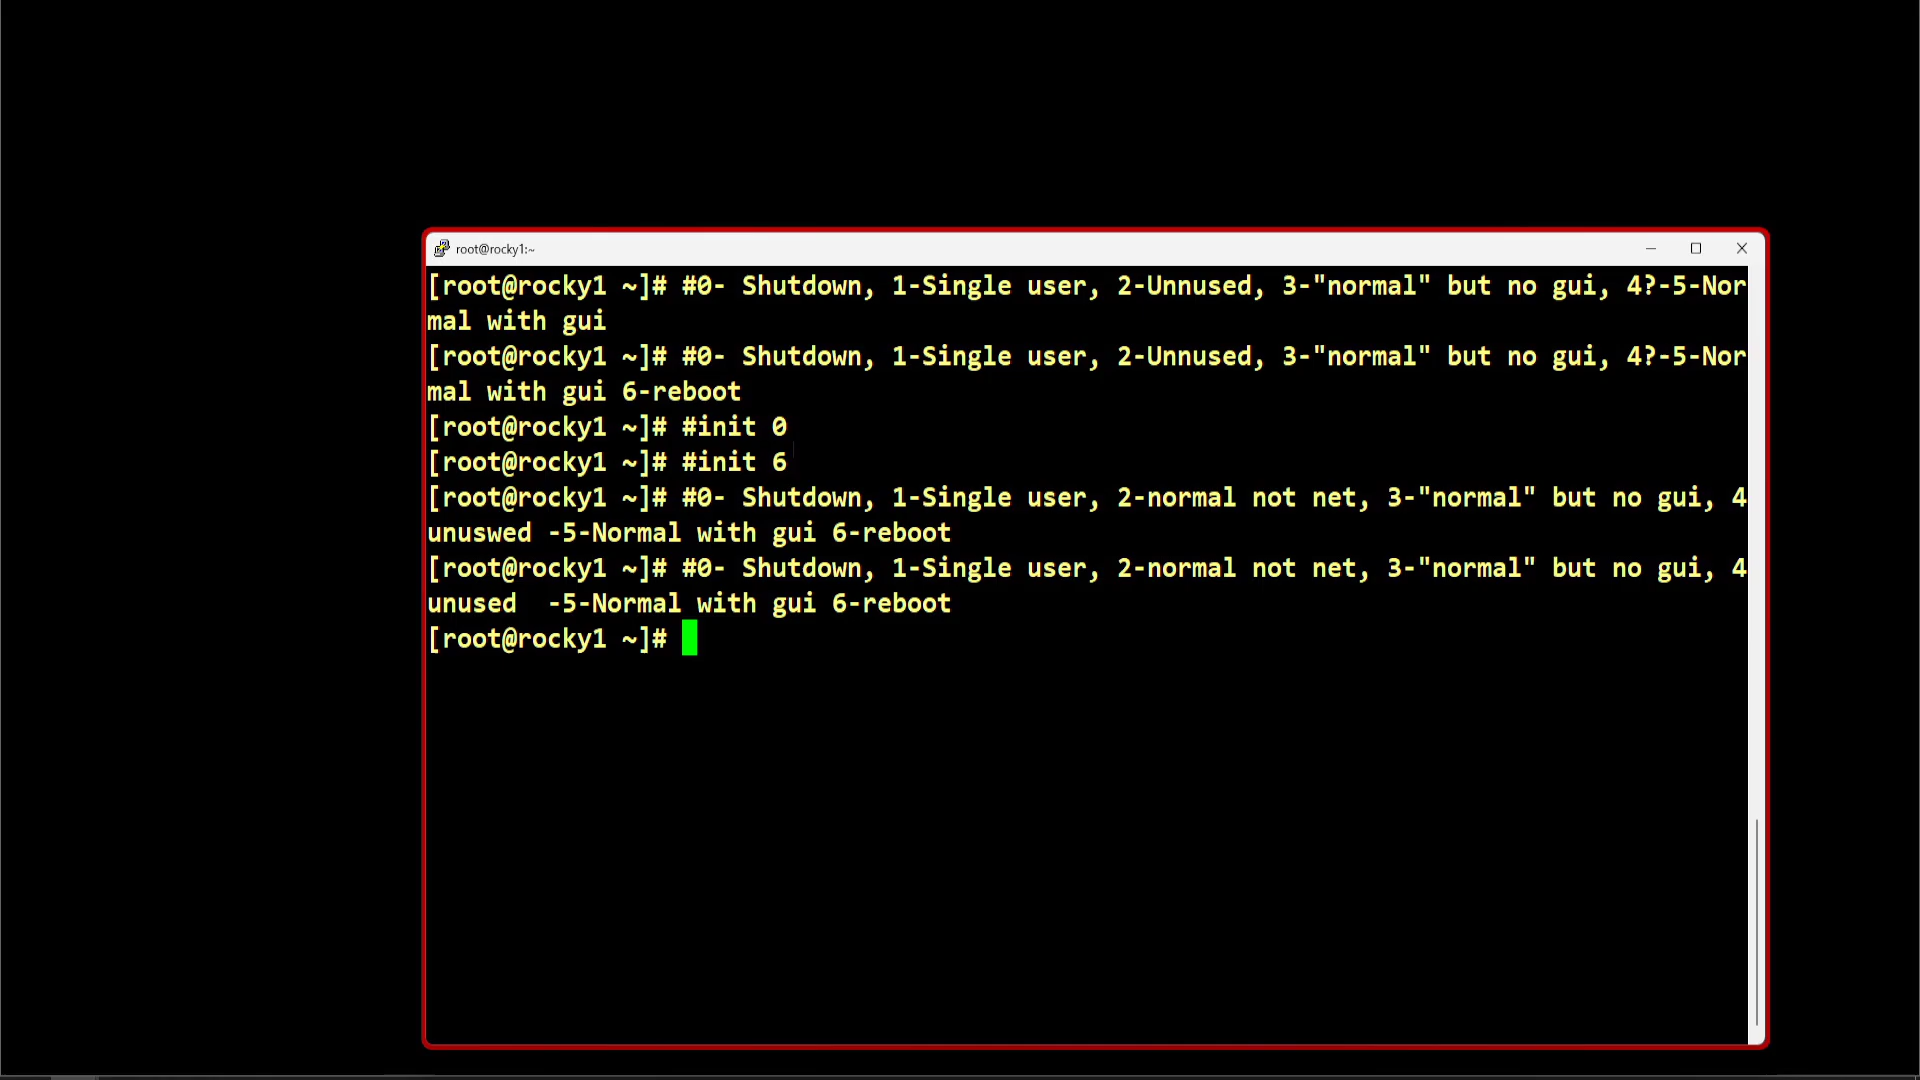 root@rocky1:~
[root@rocky1 ~]# #0- Shutdown, 1-Single user, 2-Unnused, 3-"normal" but no gui, 4?-5-Nor
mal with gui
[root@rocky1 ~]# #0- Shutdown, 1-Single user, 2-Unnused, 3-"normal" but no gui, 4?-5-Nor
mal with gui 6-reboot
[root@rocky1 ~]# #init 0
[root@rocky1 ~]# #init 6
[root@rocky1 ~]# #0- Shutdown, 1-Single user, 2-normal not net, 3-"normal" but no gui, 4
unuswed -5-Normal with gui 6-reboot
[root@rocky1 ~]# #0- Shutdown, 1-Single user, 2-normal not net, 3-"normal" but no gui, 4
unused  -5-Normal with gui 6-reboot
[root@rocky1 ~]#